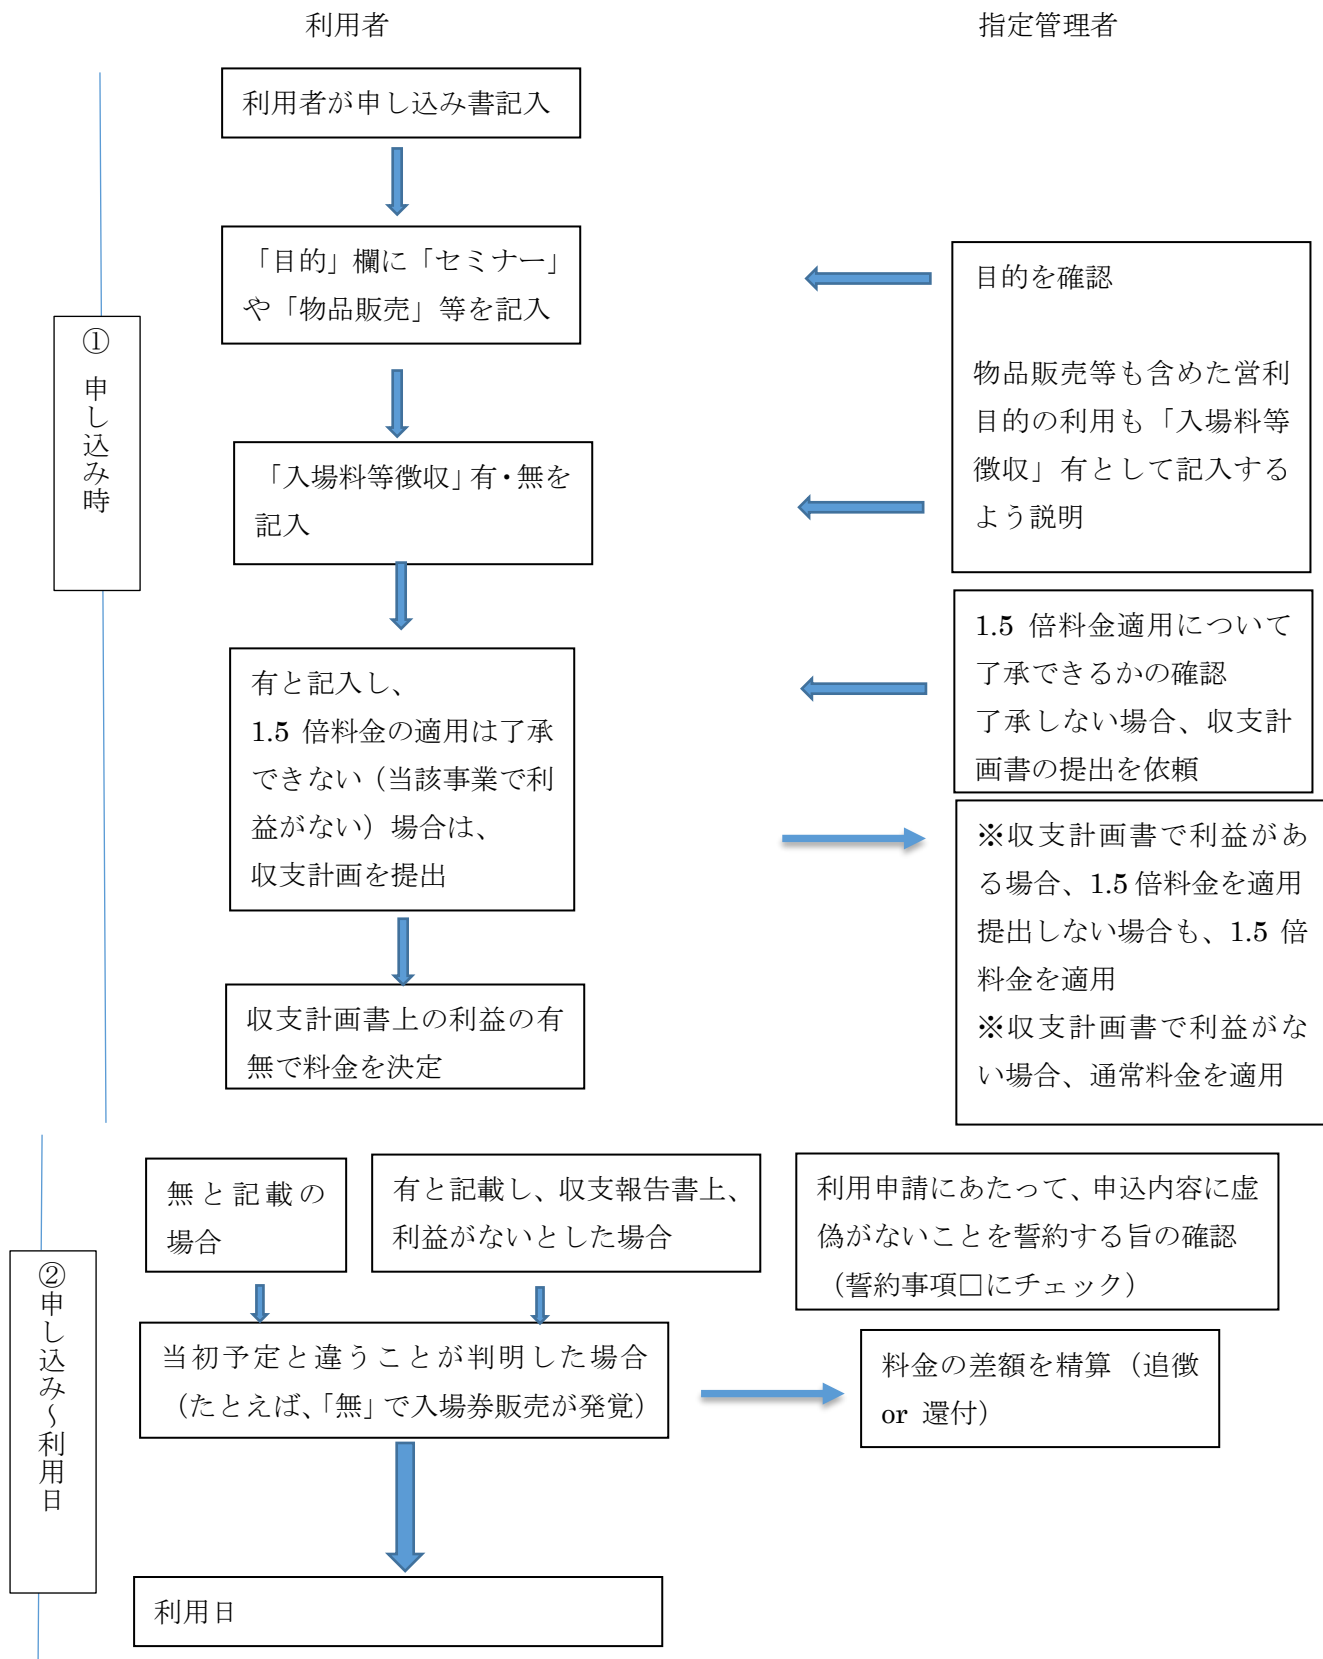 利用者
指定管理者
利用者が申し込み書記入
「目的」欄に「セミナー」
や「物品販売」等を記入
目的を確認
物品販売等も含めた営利
目的の利用も「入場料等
徴収」有として記入する
よう説明
① 申し込み時
「入場料等徴収」有・無を
記入
1.5 倍料金適用について
了承できるかの確認
了承しない場合、収支計
画書の提出を依頼
有と記入し、
1.5 倍料金の適用は了承
できない（当該事業で利
益がない）場合は、
収支計画を提出
※収支計画書で利益があ
る場合、1.5 倍料金を適用
提出しない場合も、1.5 倍
料金を適用
※収支計画書で利益がな
い場合、通常料金を適用
収支計画書上の利益の有
無で料金を決定
無と記載の
場合
有と記載し、収支報告書上、
利益がないとした場合
利用申請にあたって、申込内容に虚
偽がないことを誓約する旨の確認
（誓約事項□にチェック）
②申し込み～利用日
当初予定と違うことが判明した場合
（たとえば、「無」で入場券販売が発覚）
料金の差額を精算（追徴
or 還付）
利用日